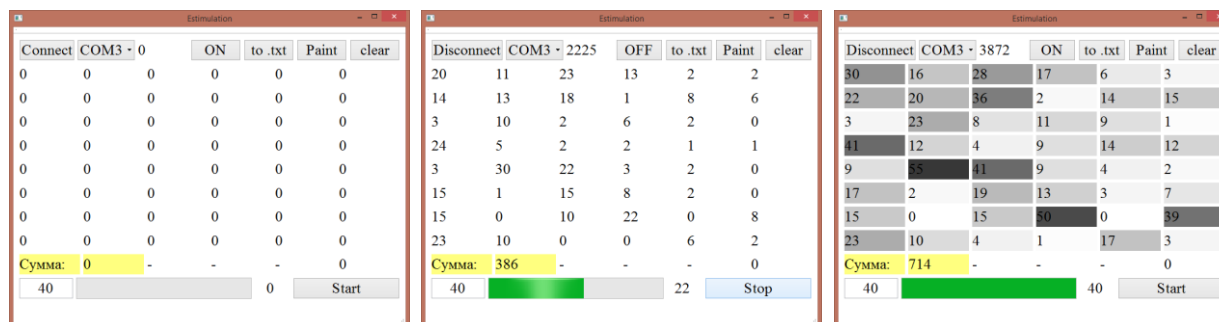 Estimulation
Connect COM3 0 ON to .txt Paint clear
0 0 0 0 0 0
0 0 0 0 0 0
0 0 0 0 0 0
0 0 0 0 0 0
0 0 0 0 0 0
0 0 0 0 0 0
0 0 0 0 0 0
0 0 0 0 0 0
Сумма: 0 - - - 0
40 0 Start
Estimulation
Disconnect COM3 2225 OFF to .txt Paint clear
20 11 23 13 2 2
14 13 18 1 8 6
3 10 2 6 2 0
24 5 2 2 1 1
3 30 22 3 2 0
15 1 15 8 2 0
15 0 10 22 0 8
23 10 0 0 6 2
Сумма: 386 - - - 0
40 22 Stop
Estimulation
Disconnect COM3 3872 ON to .txt Paint clear
30 16 28 17 6 3
22 20 36 2 14 15
3 23 8 11 9 1
41 12 4 9 14 12
9 55 41 9 4 2
17 2 19 13 3 7
15 0 15 50 0 39
23 10 4 1 17 3
Сумма: 714 - - - 0
40 40 Start